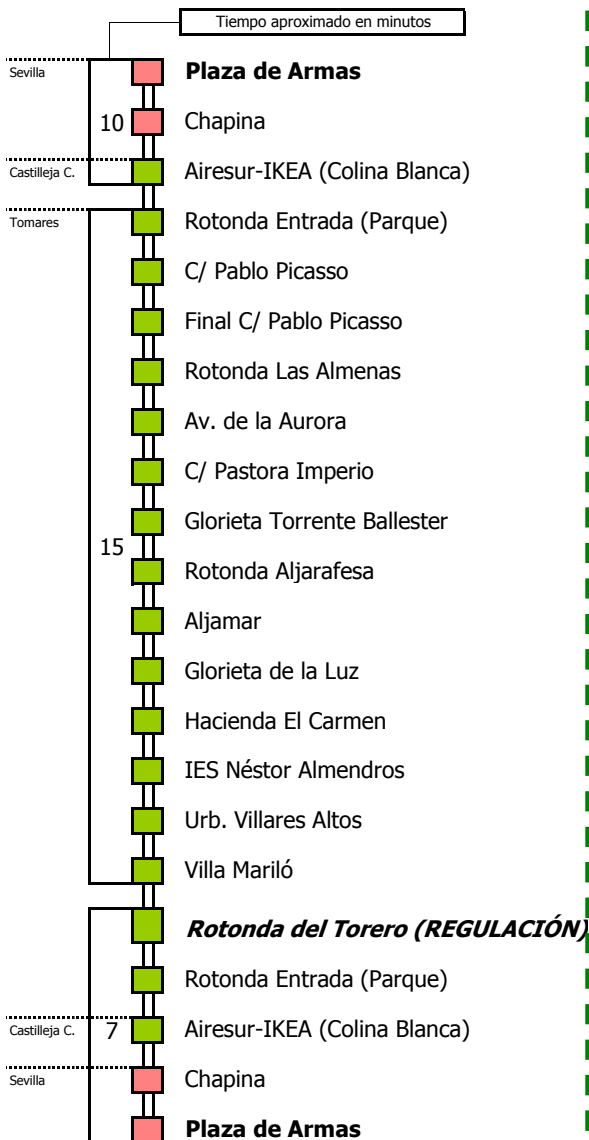 Tiempo aproximado en minutos
Sevilla
Plaza de Armas
10
Chapina
Castilleja C.
Airesur-IKEA (Colina Blanca)
Tomares
Rotonda Entrada (Parque)
C/ Pablo Picasso
Final C/ Pablo Picasso
Rotonda Las Almenas
Av. de la Aurora
C/ Pastora Imperio
Glorieta Torrente Ballester
15
Rotonda Aljarafesa
Aljamar
Glorieta de la Luz
Hacienda El Carmen
IES Néstor Almendros
Urb. Villares Altos
Villa Mariló
Rotonda del Torero (REGULACIÓN)
Rotonda Entrada (Parque)
Castilleja C.
7
Airesur-IKEA (Colina Blanca)
Sevilla
Chapina
Plaza de Armas